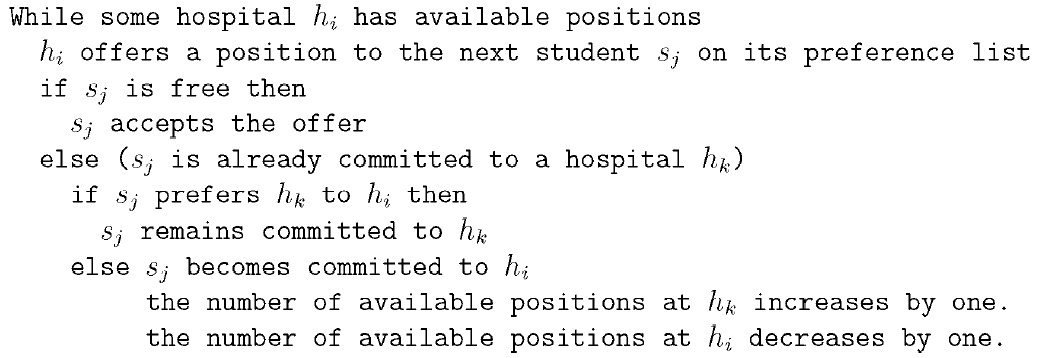 While some hospital h_i has available positions
h_i offers a position to the next student s_j on its preference list
if s_j is free then
s_j accepts the offer
else (s_j is already committed to a hospital h_k)
if s_j prefers h_k to h_i then
s_j remains committed to h_k
else s_j becomes committed to h_i
the number of available positions at h_k increases by one.
the number of available positions at h_i decreases by one.